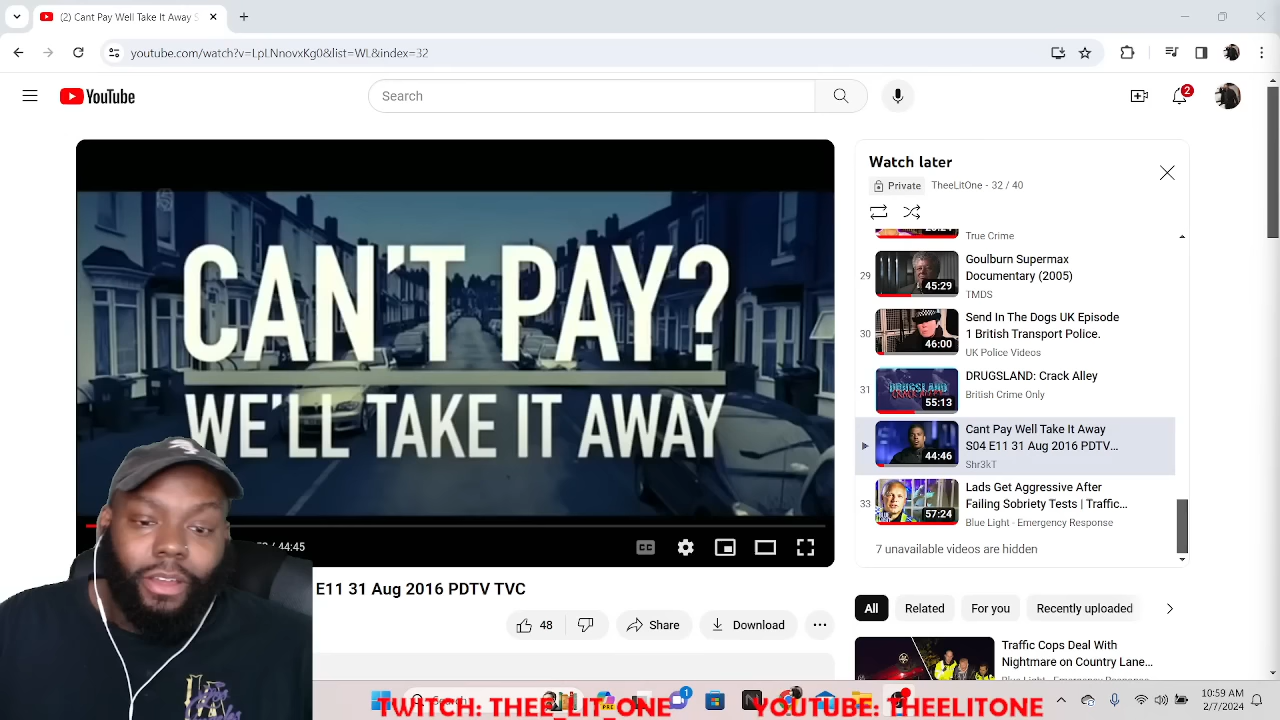 (2) Cant Pay Well Take It Away S
youtube.com/watch?v=LpLNnovxKg0&list=WL&index=32
YouTube
Search
2
CAN'T PAY?
WE'LL TAKE IT AWAY
44:45
E11 31 Aug 2016 PDTV TVC
48
Share
Download
Watch later
Private
TheeLitOne - 32 / 40
True Crime
29
Goulburn Supermax
Documentary (2005)
TMDS
45:29
30
Send In The Dogs UK Episode
1 British Transport Police.
UK Police Videos
46:00
31
DRUGSLAND: Crack Alley
British Crime Only
DRUGSLAND
55:13
Cant Pay Well Take It Away
S04 E11 31 Aug 2016 PDTV...
Shr3kT
44:46
33
Lads Get Aggressive After
Failing Sobriety Tests | Traffic...
Blue Light - Emergency Response
57:24
7 unavailable videos are hidden
All
Related
For you
Recently uploaded
Traffic Cops Deal With
Nightmare on Country Lane...
TWITCH: THEE_LIT_ONE
YOUTUBE: THEELITONE
10:59 AM
2/7/2024